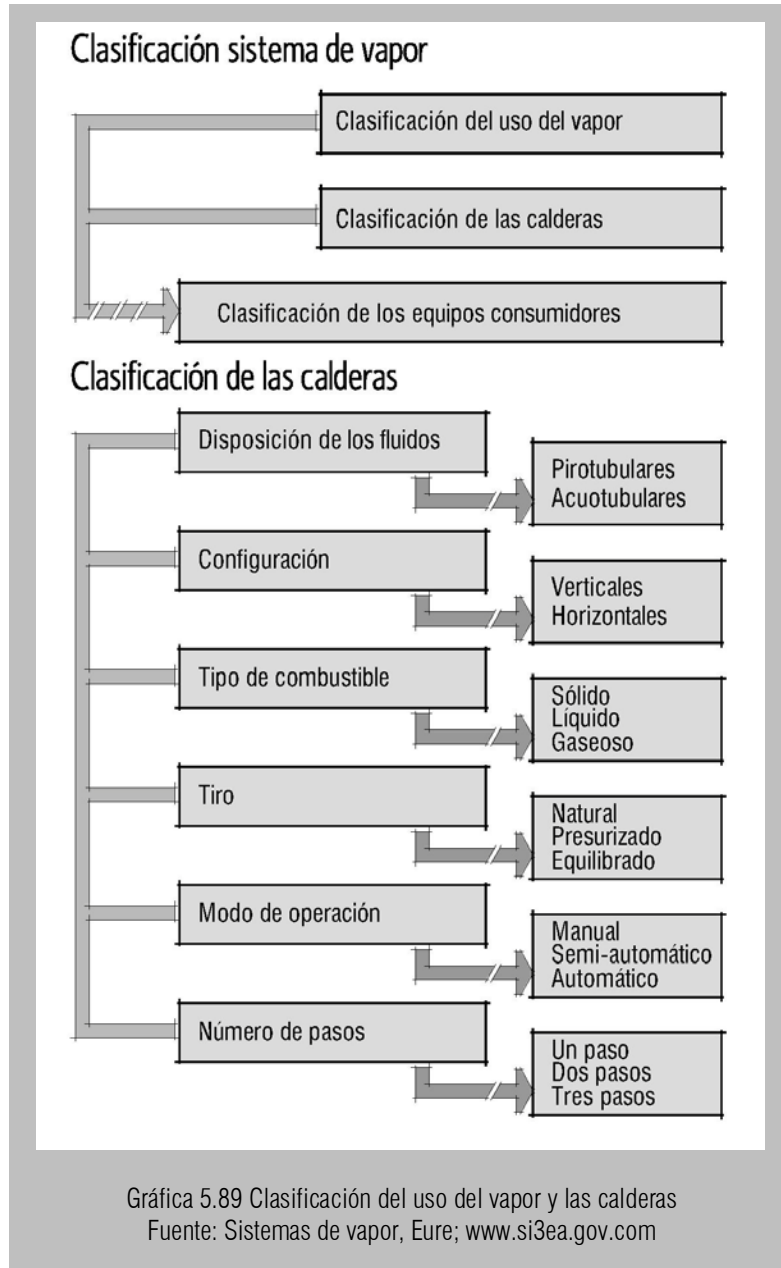 Clasificación sistema de vapor
Clasificación del uso del vapor
Clasificación de las calderas
Clasificación de los equipos consumidores
Clasificación de las calderas
Disposición de los fluidos
Pirotubulares
Acuotubulares
Configuración
Verticales
Horizontales
Tipo de combustible
Sólido
Líquido
Gaseoso
Tiro
Natural
Presurizado
Equilibrado
Modo de operación
Manual
Semi-automático
Automático
Número de pasos
Un paso
Dos pasos
Tres pasos
Gráfica 5.89 Clasificación del uso del vapor y las calderas
Fuente: Sistemas de vapor, Eure; www.si3ea.gov.com